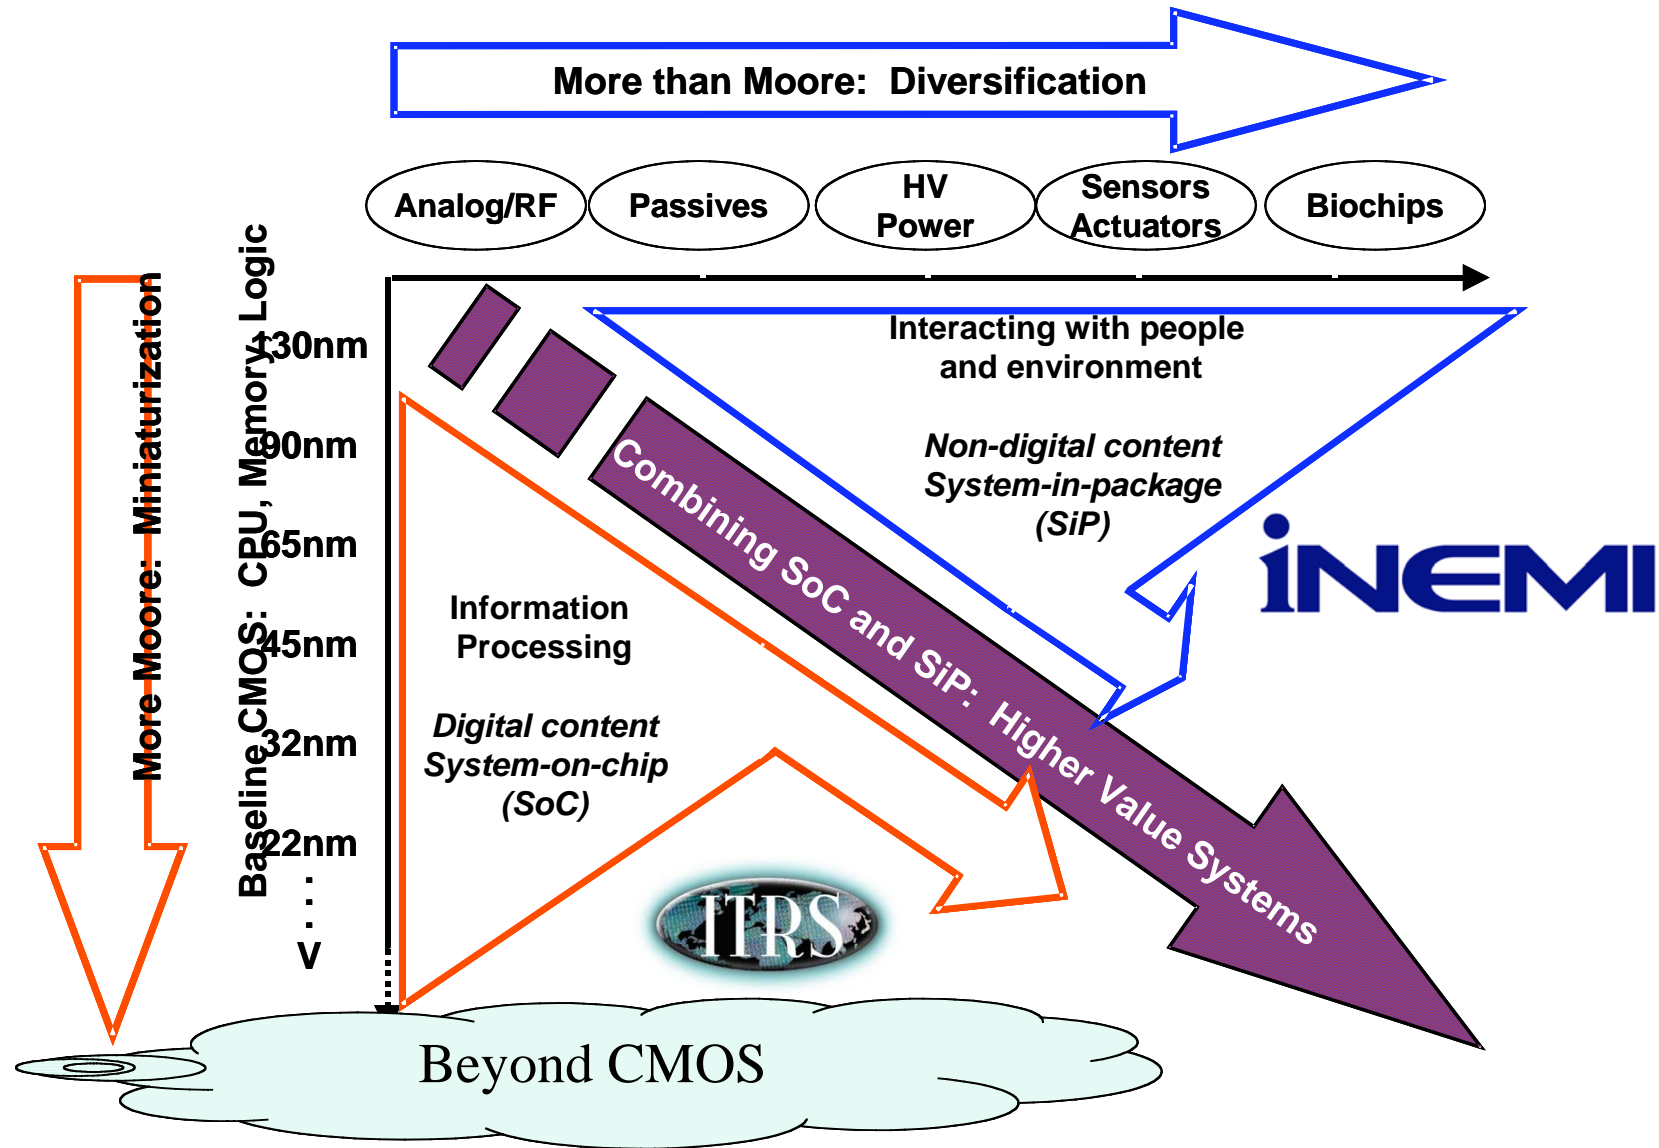 More than Moore:  Diversification
Analog/RF
Passives
HV
Power
Sensors
Actuators
Biochips
More Moore:  Miniaturization
Baseline CMOS:  CPU, Memory, Logic
130nm
90nm
65nm
45nm
32nm
22nm
V
Interacting with people
and environment
Non-digital content
System-in-package
(SiP)
iNEMI
Combining SoC and SiP:  Higher Value Systems
Information
Processing
Digital content
System-on-chip
(SoC)
ITRS
Beyond CMOS